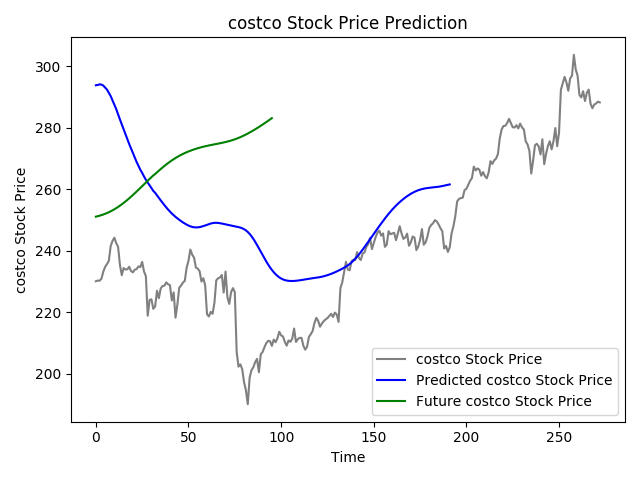 costco Stock Price Prediction
costco Stock Price
300
280
260
240
220
200
0
50
100
150
200
250
Time
costco Stock Price
Predicted costco Stock Price
Future costco Stock Price